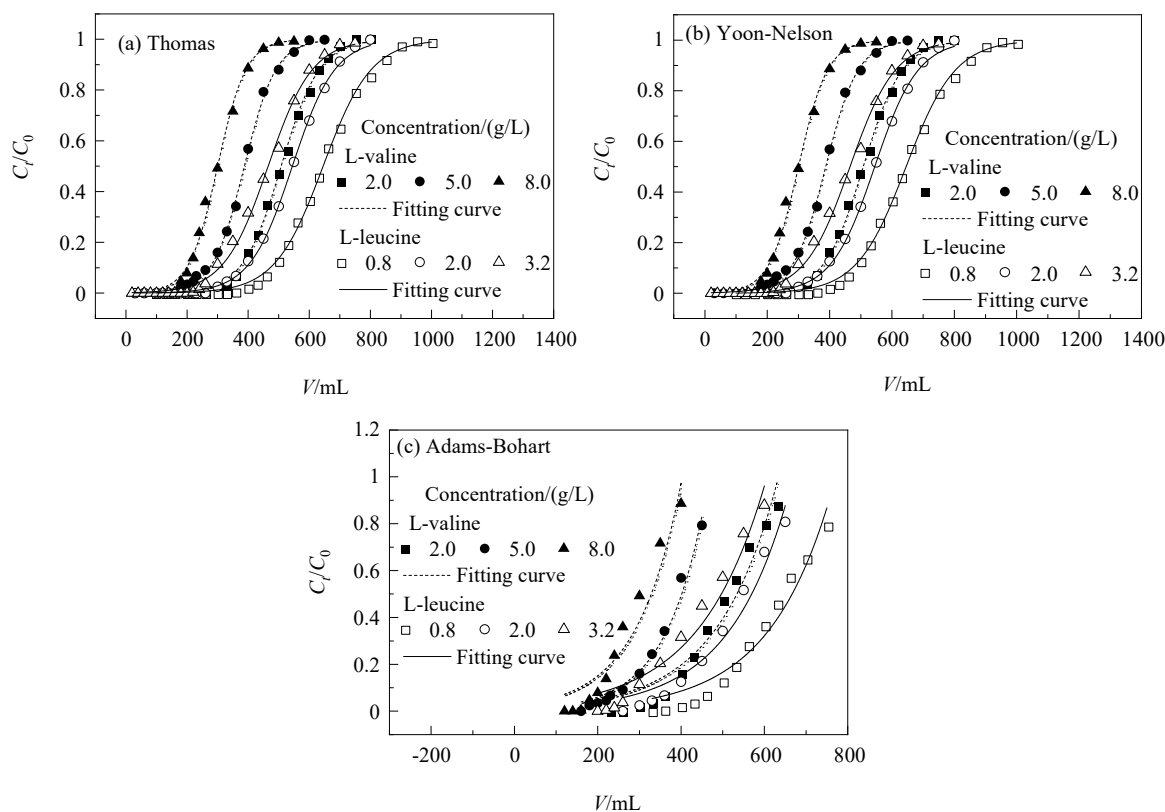 (a) Thomas
1
0.8
0.6
0.4
0.2
0
Cₜ/C₀
Concentration/(g/L)
L-valine
■ 2.0 ● 5.0 ▲ 8.0
Fitting curve
L-leucine
□ 0.8 ○ 2.0 △ 3.2
Fitting curve
0 200 400 600 800 1000 1200 1400
V/mL
(b) Yoon-Nelson
1
0.8
0.6
0.4
0.2
0
Cₜ/C₀
Concentration/(g/L)
L-valine
■ 2.0 ● 5.0 ▲ 8.0
Fitting curve
L-leucine
□ 0.8 ○ 2.0 △ 3.2
Fitting curve
0 200 400 600 800 1000 1200 1400
V/mL
1.2
(c) Adams-Bohart
1
0.8
0.6
0.4
0.2
0
Cₜ/C₀
Concentration/(g/L)
L-valine
■ 2.0 ● 5.0 ▲ 8.0
Fitting curve
L-leucine
□ 0.8 ○ 2.0 △ 3.2
Fitting curve
-200 0 200 400 600 800
V/mL